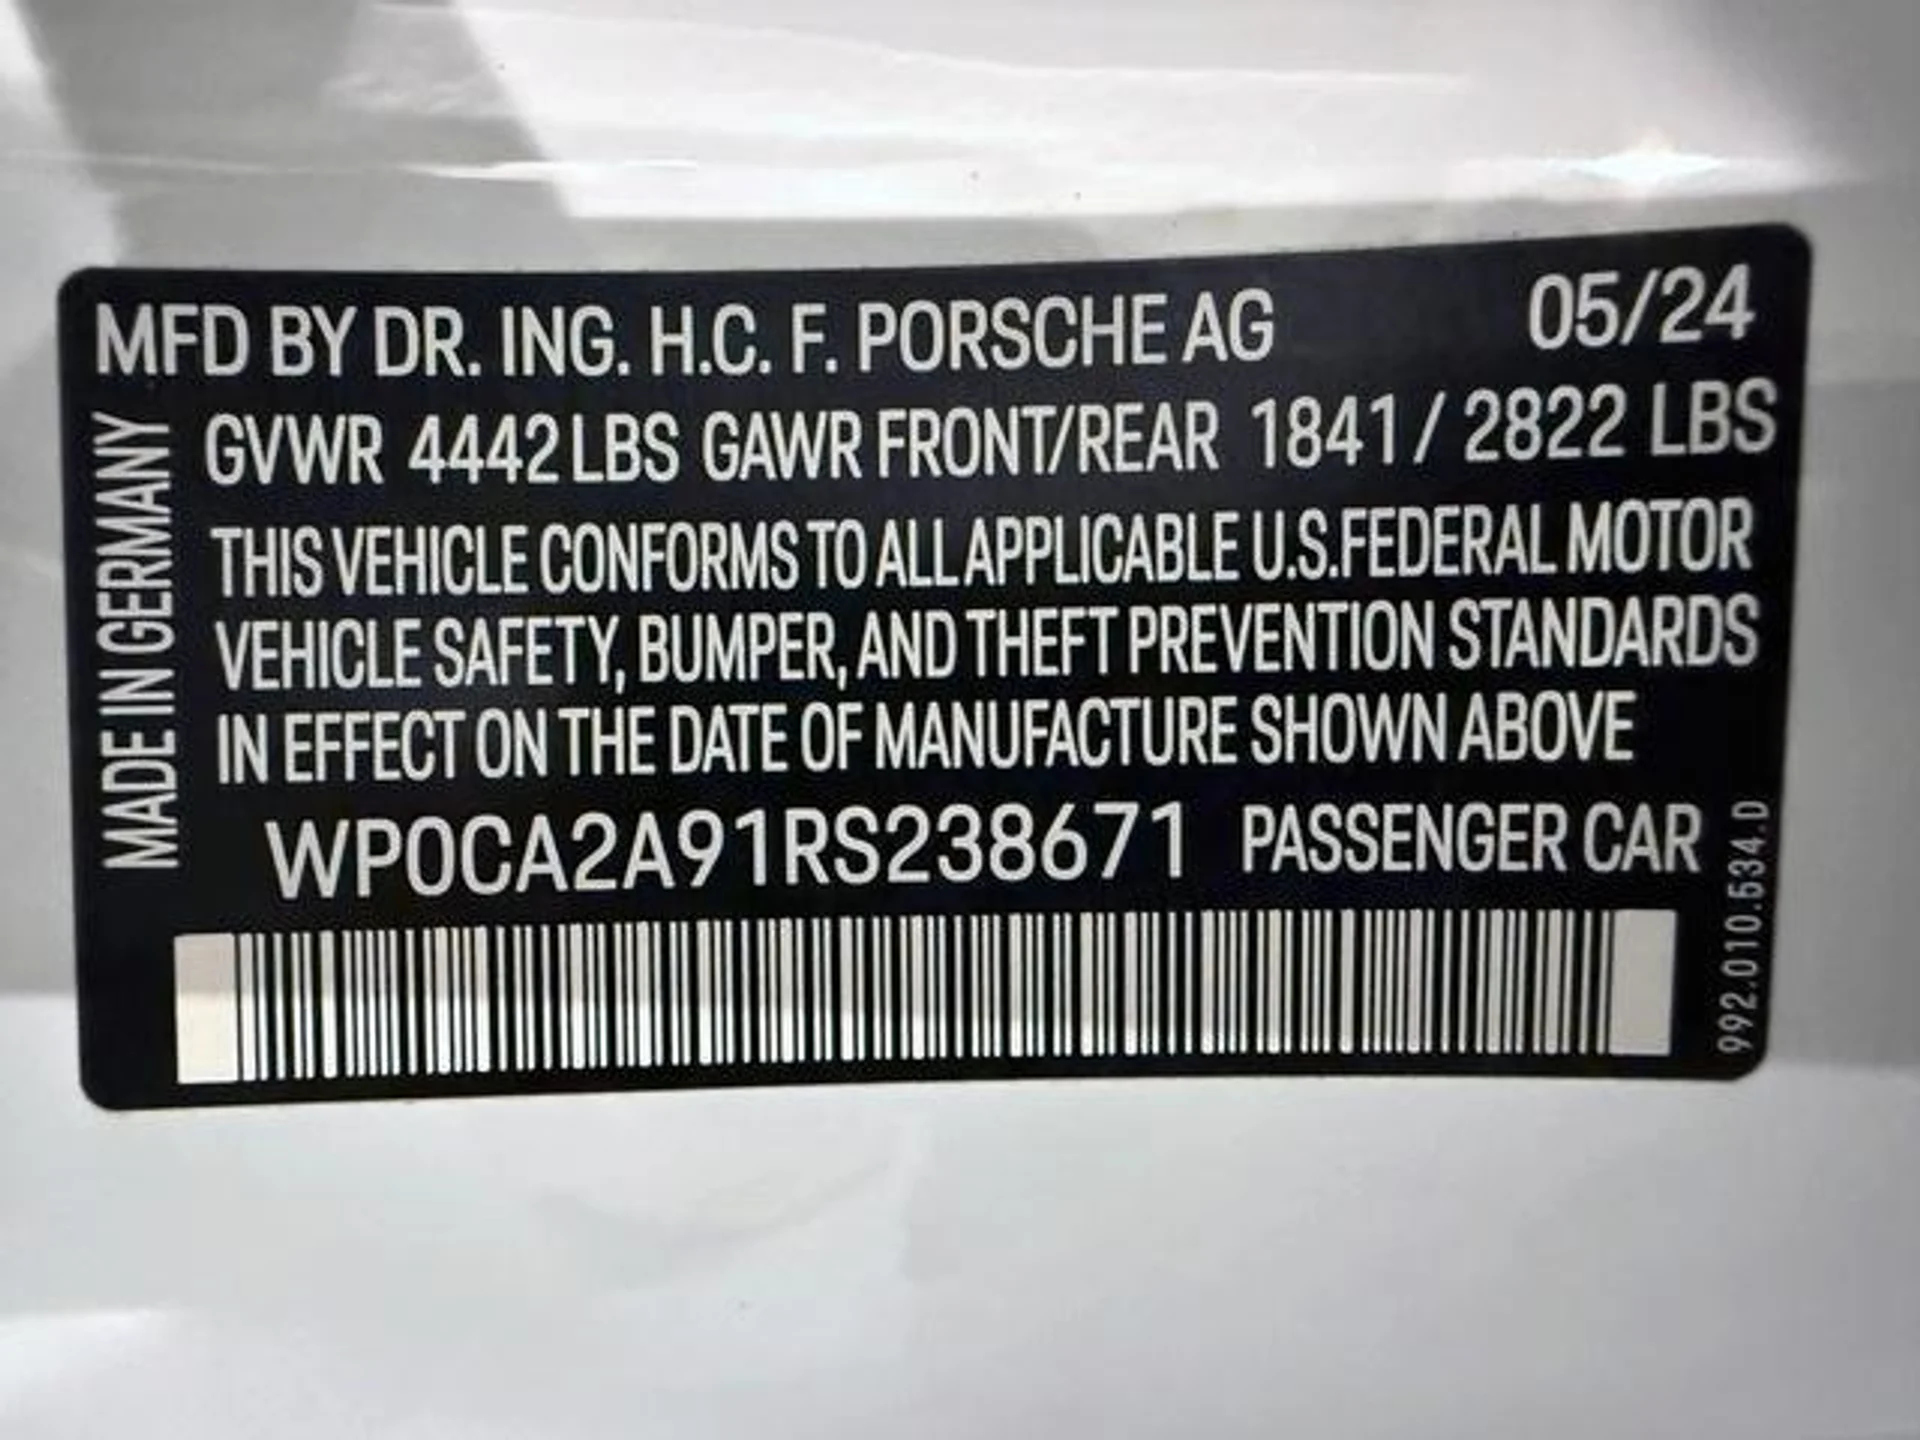 MFD BY DR. ING. H.C. F. PORSCHE AG 05/24
GVWR 4442 LBS GAWR FRONT/REAR 1841 / 2822 LBS
THIS VEHICLE CONFORMS TO ALL APPLICABLE U.S.FEDERAL MOTOR
VEHICLE SAFETY, BUMPER, AND THEFT PREVENTION STANDARDS
IN EFFECT ON THE DATE OF MANUFACTURE SHOWN ABOVE
WP0CA2A91RS238671 PASSENGER CAR
MADE IN GERMANY
992.010.534.D